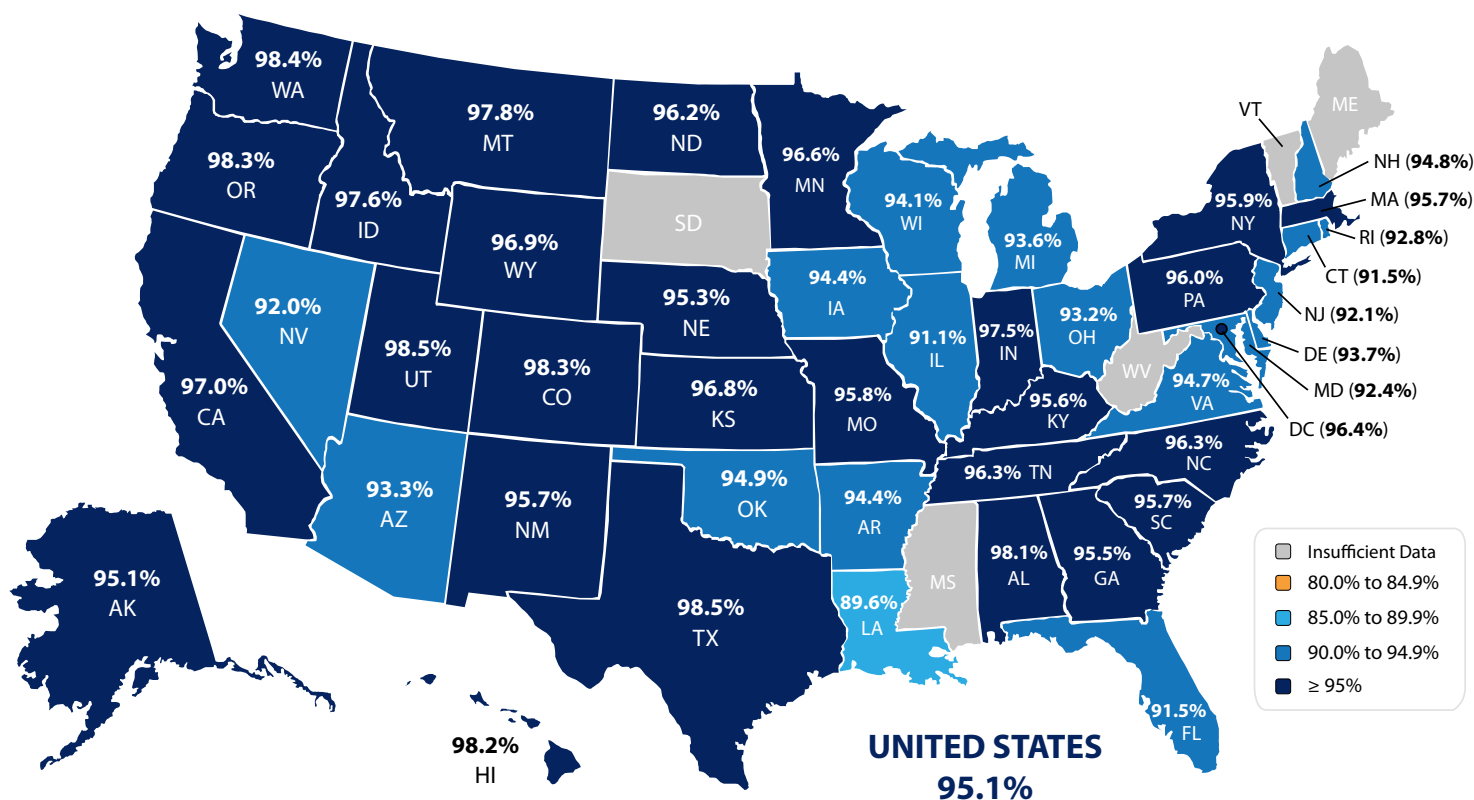 98.4%
WA
97.8%
MT
96.2%
ND
96.6%
MN
98.3%
OR
97.6%
ID
96.9%
WY
SD
94.1%
WI
93.6%
MI
95.9%
NY
VT
ME
NH (94.8%)
MA (95.7%)
RI (92.8%)
CT (91.5%)
NJ (92.1%)
DE (93.7%)
MD (92.4%)
DC (96.4%)
92.0%
NV
98.5%
UT
98.3%
CO
95.3%
NE
94.4%
IA
91.1%
IL
97.5%
IN
93.2%
OH
96.0%
PA
WV
94.7%
VA
97.0%
CA
96.8%
KS
95.8%
MO
95.6%
KY
96.3%
NC
96.3% TN
93.3%
AZ
95.7%
NM
94.9%
OK
94.4%
AR
95.7%
SC
MS
98.1%
AL
95.5%
GA
95.1%
AK
98.2%
HI
98.5%
TX
89.6%
LA
91.5%
FL
Insufficient Data
80.0% to 84.9%
85.0% to 89.9%
90.0% to 94.9%
≥ 95%
UNITED STATES
95.1%